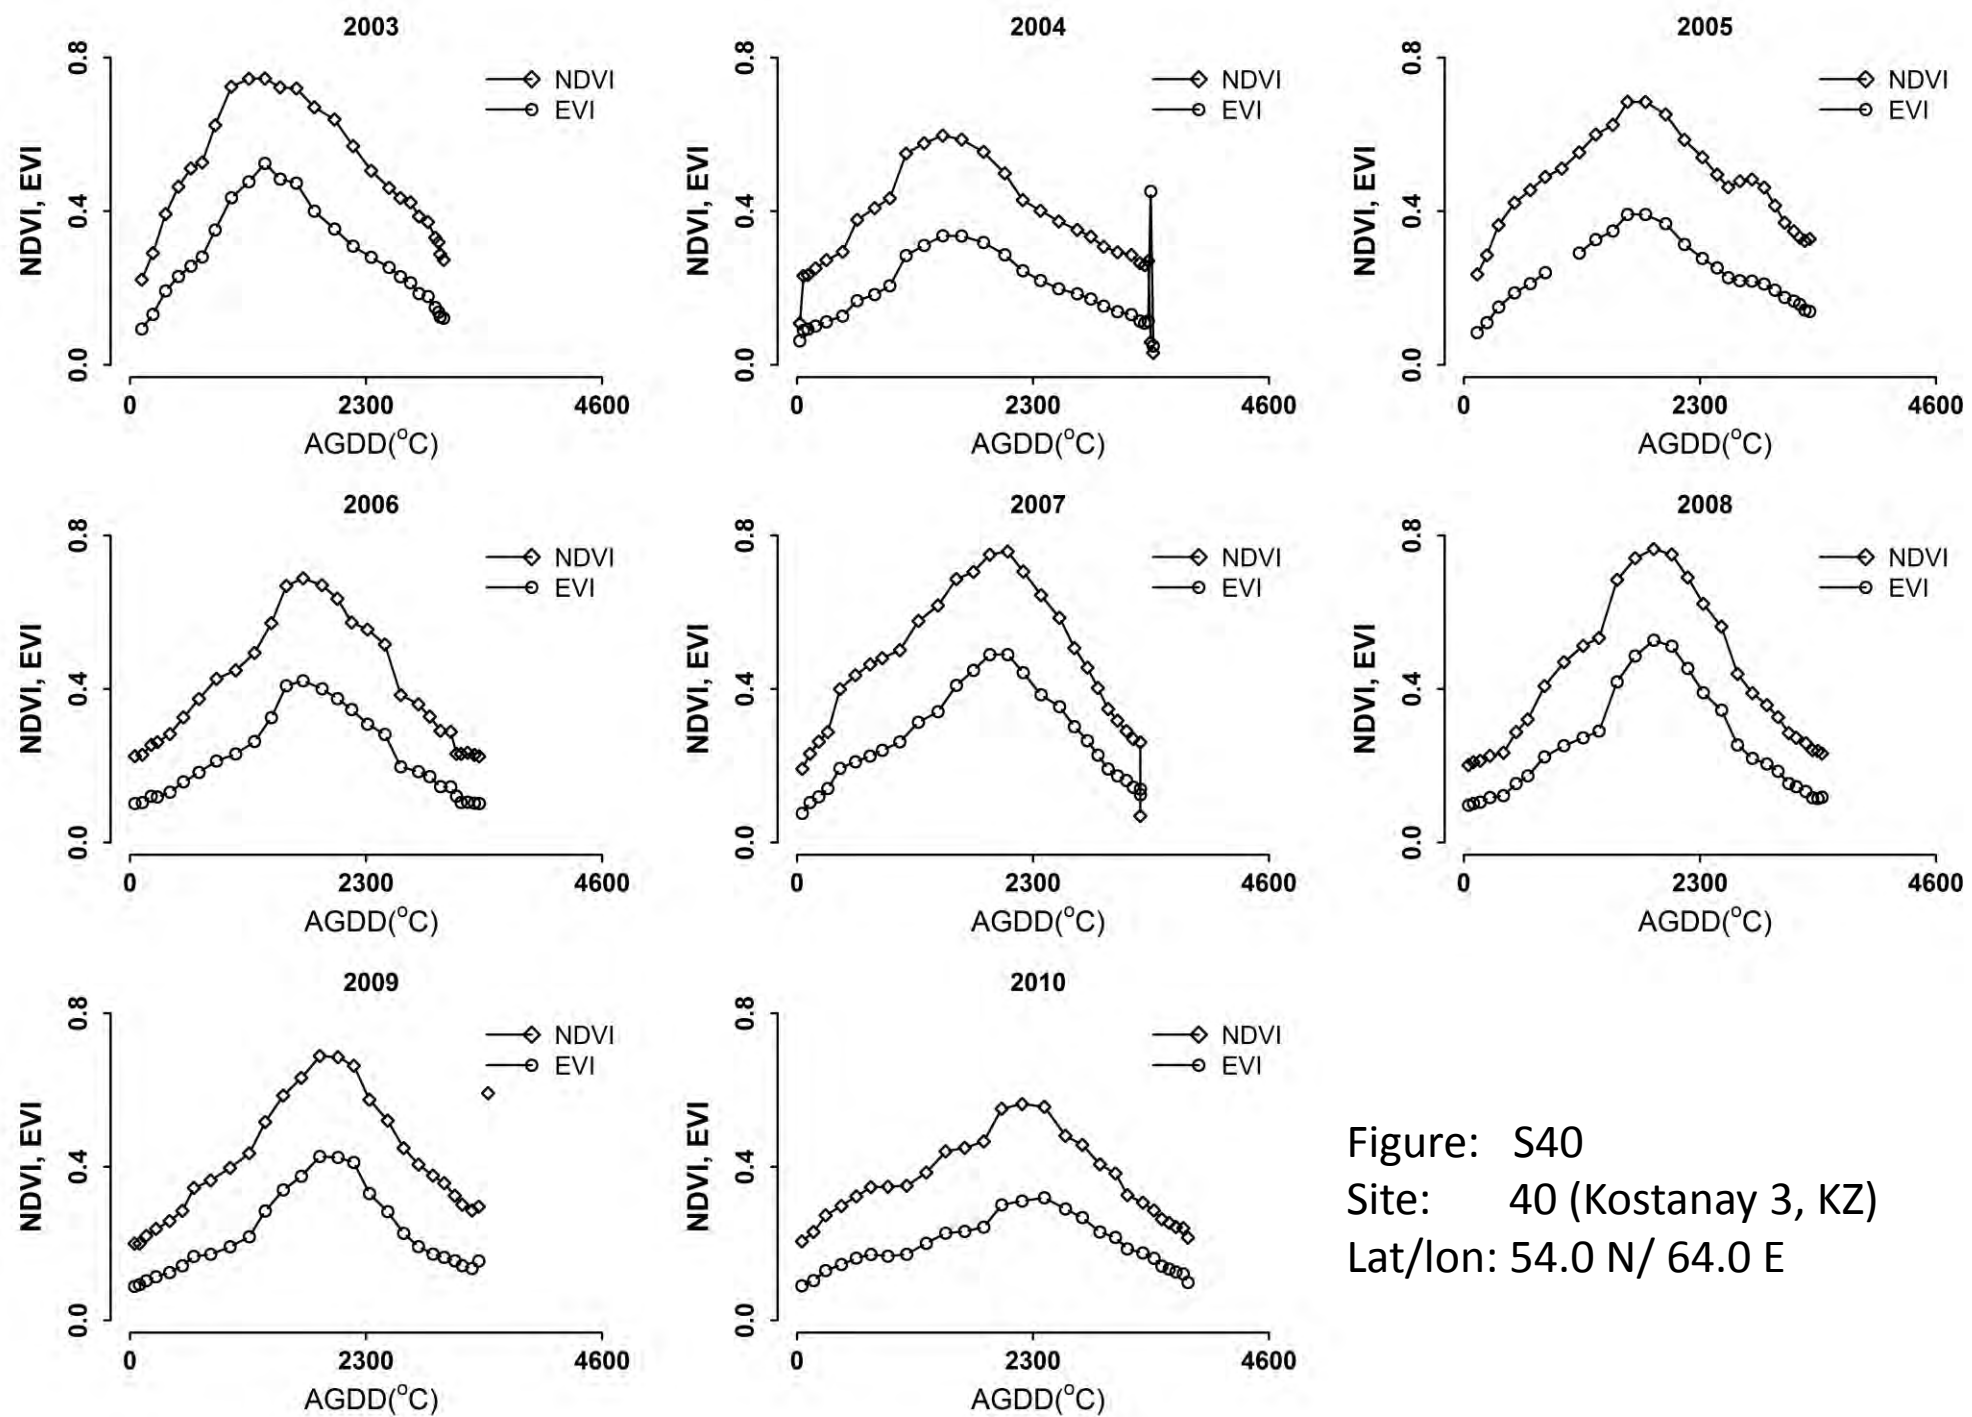 2003
0.8
0.4
0.0
NDVI, EVI
NDVI
EVI
0 2300 4600
AGDD(°C)
2004
0.8
0.4
0.0
NDVI, EVI
NDVI
EVI
0 2300 4600
AGDD(°C)
2005
0.8
0.4
0.0
NDVI, EVI
NDVI
EVI
0 2300 4600
AGDD(°C)
2006
0.8
0.4
0.0
NDVI, EVI
NDVI
EVI
0 2300 4600
AGDD(°C)
2007
0.8
0.4
0.0
NDVI, EVI
NDVI
EVI
0 2300 4600
AGDD(°C)
2008
0.8
0.4
0.0
NDVI, EVI
NDVI
EVI
0 2300 4600
AGDD(°C)
2009
0.8
0.4
0.0
NDVI, EVI
NDVI
EVI
0 2300 4600
AGDD(°C)
2010
0.8
0.4
0.0
NDVI, EVI
NDVI
EVI
0 2300 4600
AGDD(°C)
Figure: S40
Site: 40 (Kostanay 3, KZ)
Lat/lon: 54.0 N/ 64.0 E